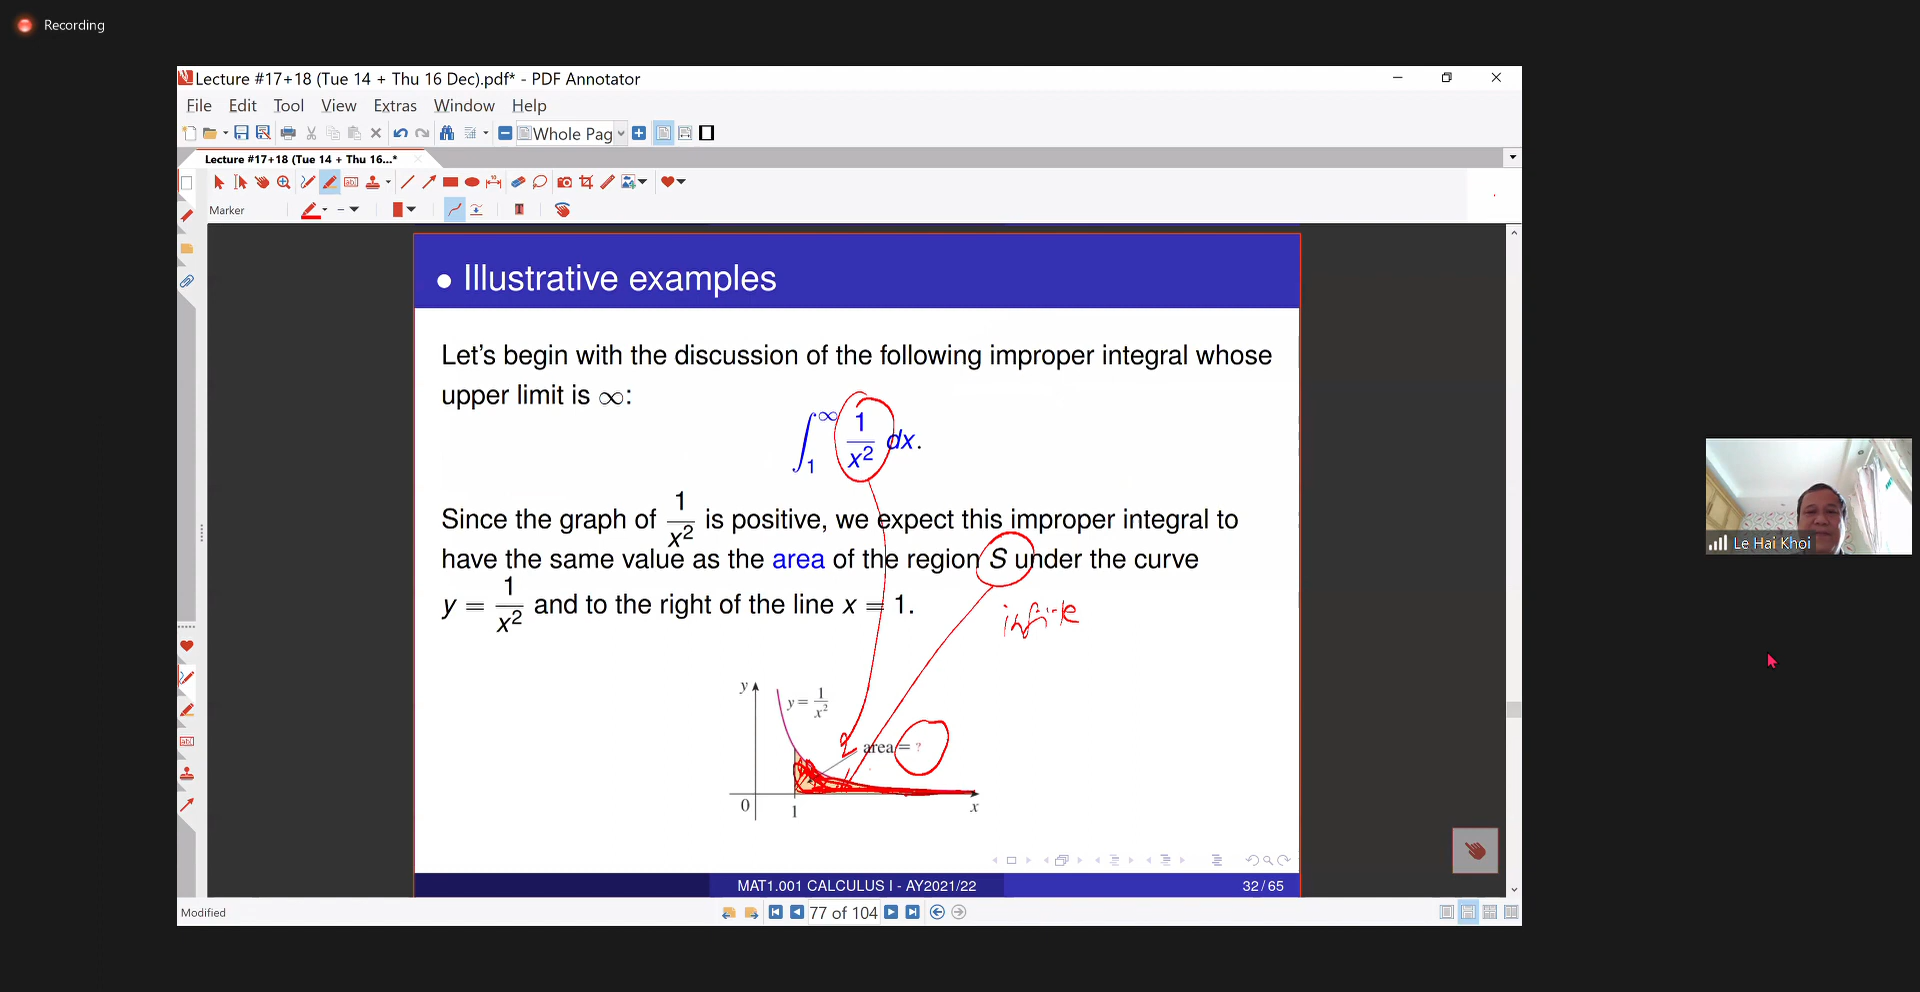 Recording
Lecture #17+18 (Tue 14 + Thu 16 Dec).pdf* - PDF Annotator
File Edit Tool View Extras Window Help
Whole Pag
Lecture #17+18 (Tue 14 + Thu 16...*
Marker
• Illustrative examples
Let's begin with the discussion of the following improper integral whose
upper limit is ∞:
∫₁^∞ 1/x² dx.
Since the graph of 1/x² is positive, we expect this improper integral to
have the same value as the area of the region S under the curve
y = 1/x² and to the right of the line x = 1.
infinite
y
y = 1/x²
area = ?
0
1
x
MAT1.001 CALCULUS I - AY2021/22
32/65
Modified
77 of 104
Le Hai Khoi